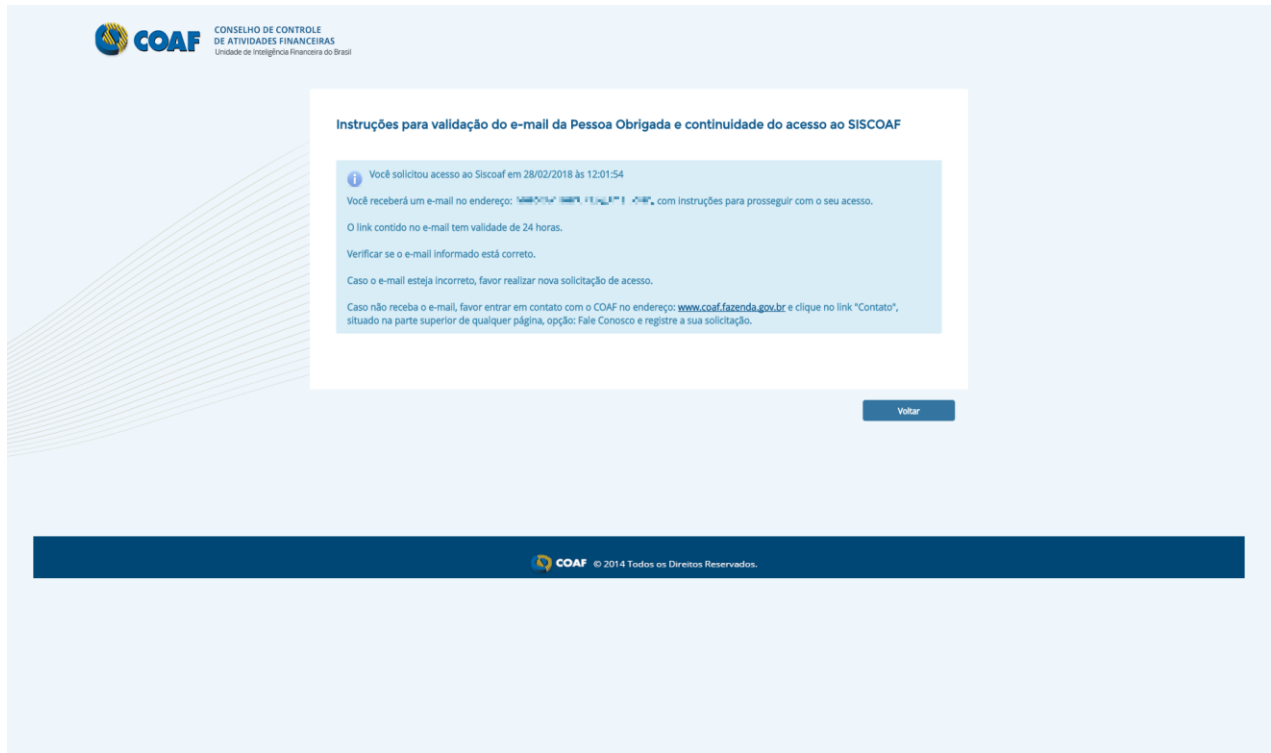 COAF
CONSELHO DE CONTROLE
DE ATIVIDADES FINANCEIRAS
Unidade de Inteligência Financeira do Brasil
Instruções para validação do e-mail da Pessoa Obrigada e continuidade do acesso ao SISCOAF
Você solicitou acesso ao Siscoaf em 28/02/2018 às 12:01:54
Você receberá um e-mail no endereço: , com instruções para prosseguir com o seu acesso.
O link contido no e-mail tem validade de 24 horas.
Verificar se o e-mail informado está correto.
Caso o e-mail esteja incorreto, favor realizar nova solicitação de acesso.
Caso não receba o e-mail, favor entrar em contato com o COAF no endereço: www.coaf.fazenda.gov.br e clique no link "Contato",
situado na parte superior de qualquer página, opção: Fale Conosco e registre a sua solicitação.
Voltar
COAF © 2014 Todos os Direitos Reservados.